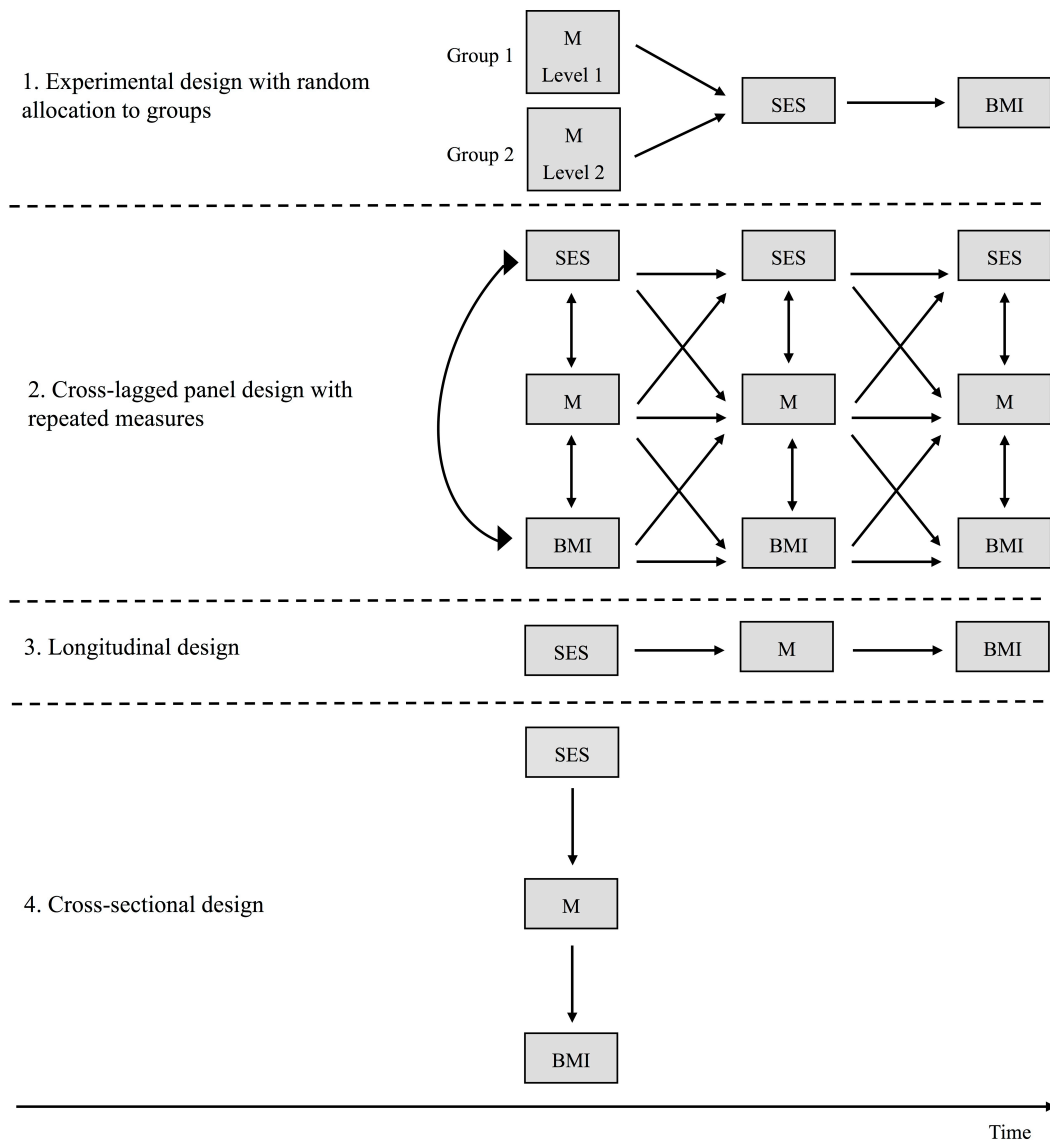 Group 1
M
Level 1
1. Experimental design with random
allocation to groups
SES
BMI
Group 2
M
Level 2
SES
SES
SES
2. Cross-lagged panel design with
repeated measures
M
M
M
BMI
BMI
BMI
3. Longitudinal design
SES
M
BMI
SES
4. Cross-sectional design
M
BMI
Time